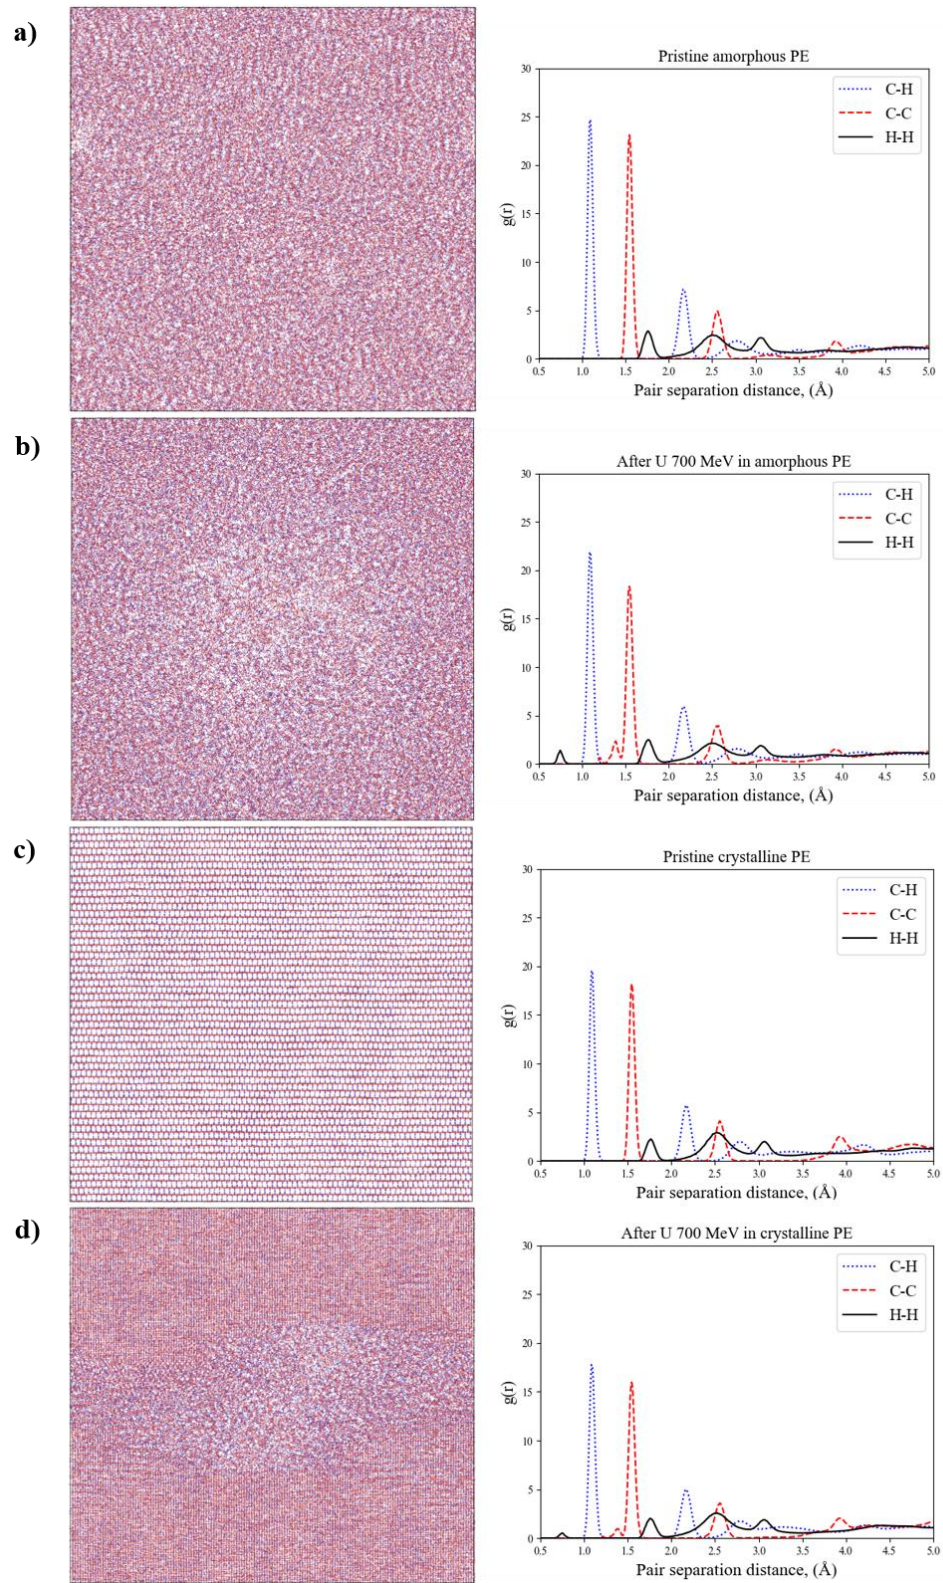 a)
Pristine amorphous PE
30
25
20
15
10
5
0
g(r)
C-H
C-C
H-H
0.5 1.0 1.5 2.0 2.5 3.0 3.5 4.0 4.5 5.0
Pair separation distance, (Å)
b)
After U 700 MeV in amorphous PE
30
25
20
15
10
5
0
g(r)
C-H
C-C
H-H
0.5 1.0 1.5 2.0 2.5 3.0 3.5 4.0 4.5 5.0
Pair separation distance, (Å)
c)
Pristine crystalline PE
30
25
20
15
10
5
0
g(r)
C-H
C-C
H-H
0.5 1.0 1.5 2.0 2.5 3.0 3.5 4.0 4.5 5.0
Pair separation distance, (Å)
d)
After U 700 MeV in crystalline PE
30
25
20
15
10
5
0
g(r)
C-H
C-C
H-H
0.5 1.0 1.5 2.0 2.5 3.0 3.5 4.0 4.5 5.0
Pair separation distance, (Å)